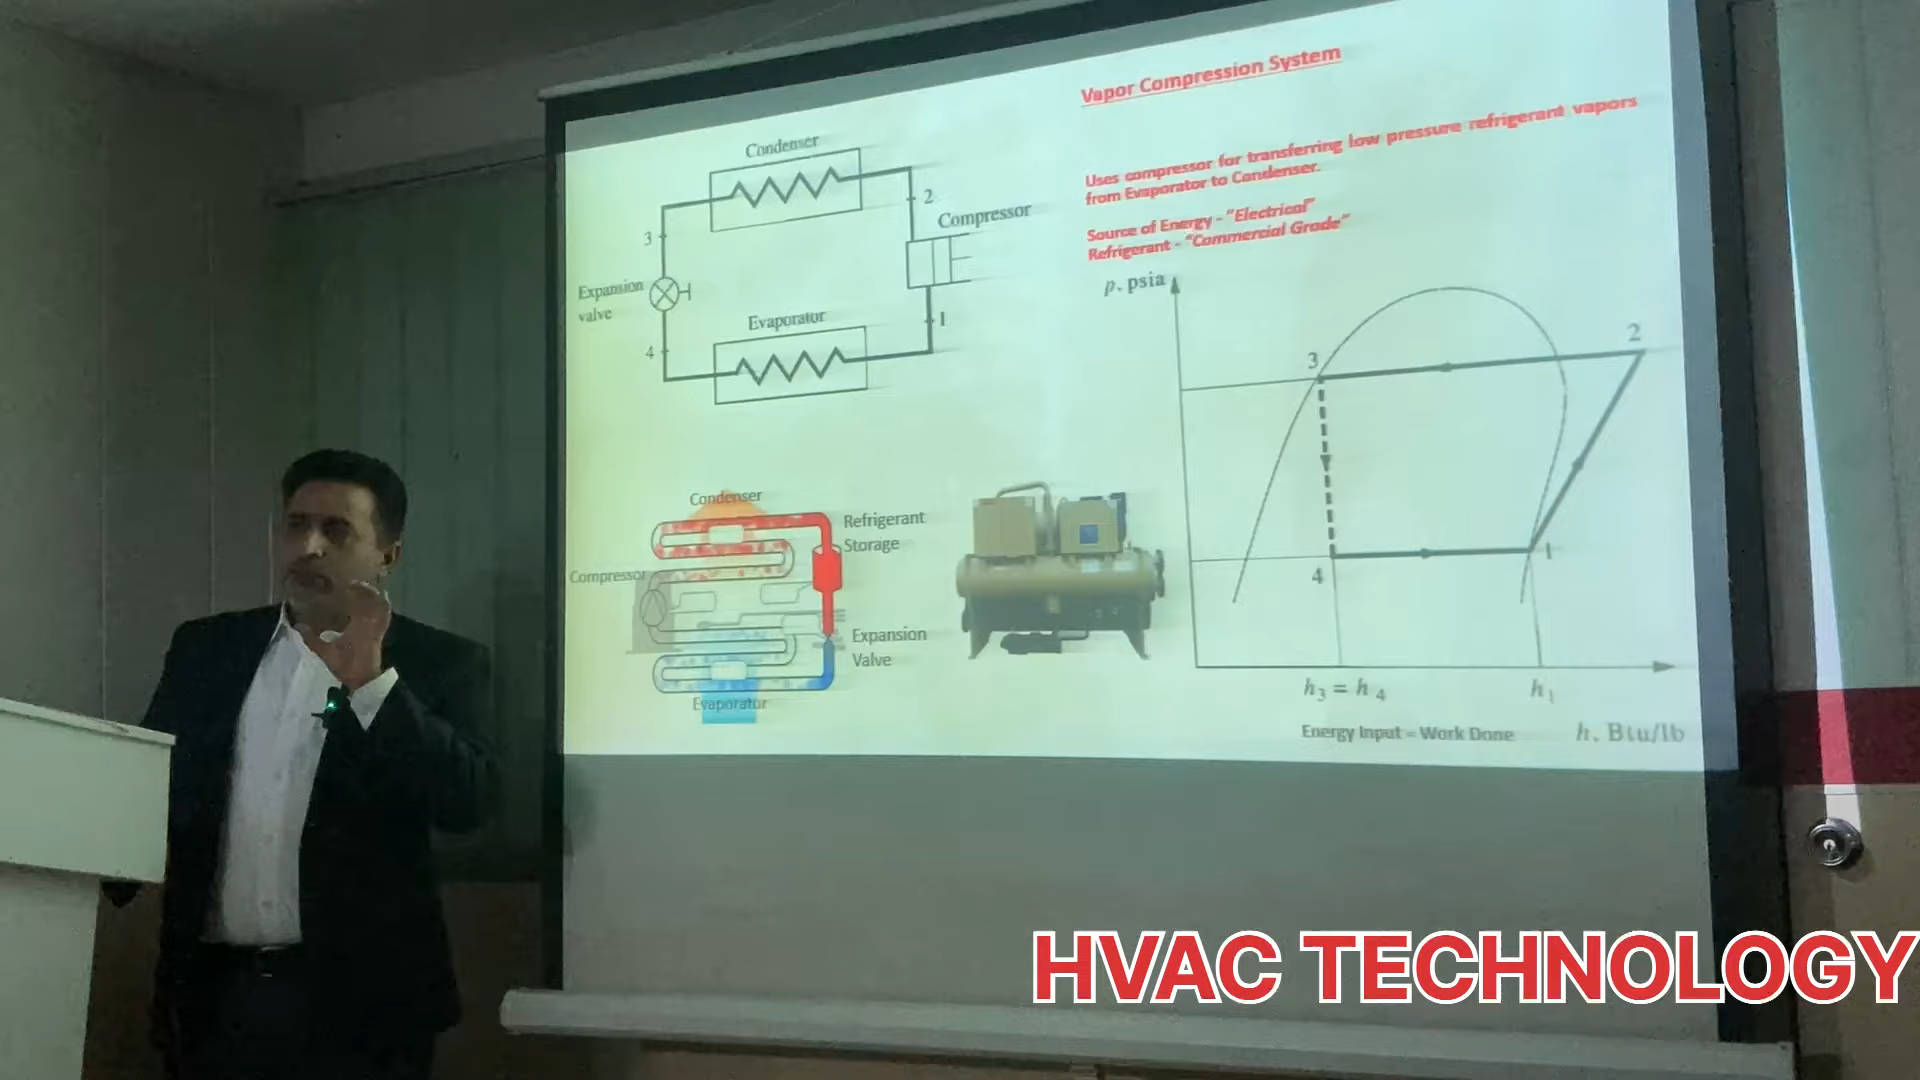 Vapor Compression System
Uses compressor for transferring low pressure refrigerant vapors
from Evaporator to Condenser.
Source of Energy - "Electrical"
Refrigerant - "Commercial Grade"
Condenser
2
Compressor
3
Expansion
valve
Evaporator
1
4
p, psia
3
2
4
1
h3 = h4
h1
Energy Input = Work Done
h, Btu/lb
Condenser
Refrigerant
Storage
Compressor
Expansion
Valve
Evaporator
HVAC TECHNOLOGY